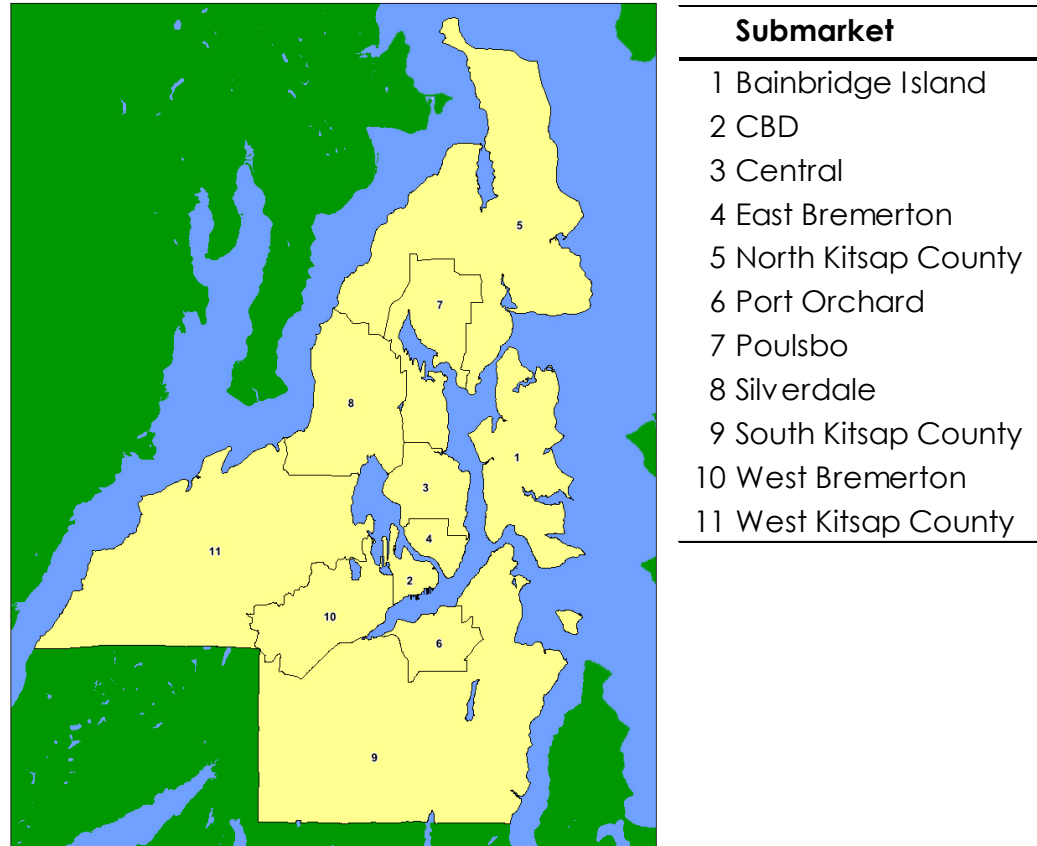 5
7
8
1
3
4
11
2
10
6
9
Submarket
1 Bainbridge Island
2 CBD
3 Central
4 East Bremerton
5 North Kitsap County
6 Port Orchard
7 Poulsbo
8 Silverdale
9 South Kitsap County
10 West Bremerton
11 West Kitsap County